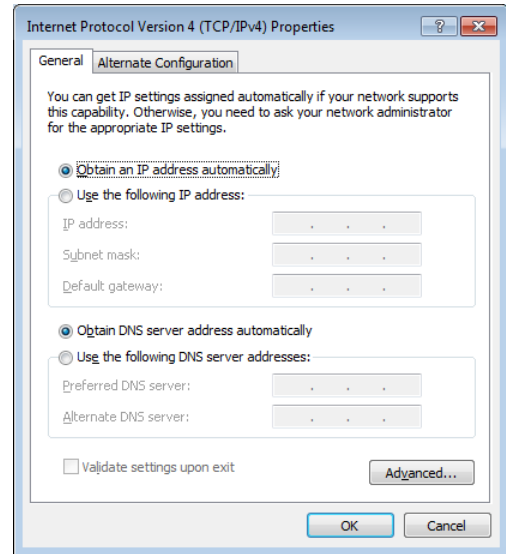 Internet Protocol Version 4 (TCP/IPv4) Properties
General
Alternate Configuration
You can get IP settings assigned automatically if your network supports
this capability. Otherwise, you need to ask your network administrator
for the appropriate IP settings.
Obtain an IP address automatically
Use the following IP address:
IP address:
Subnet mask:
Default gateway:
Obtain DNS server address automatically
Use the following DNS server addresses:
Preferred DNS server:
Alternate DNS server:
Validate settings upon exit
Advanced...
OK Cancel